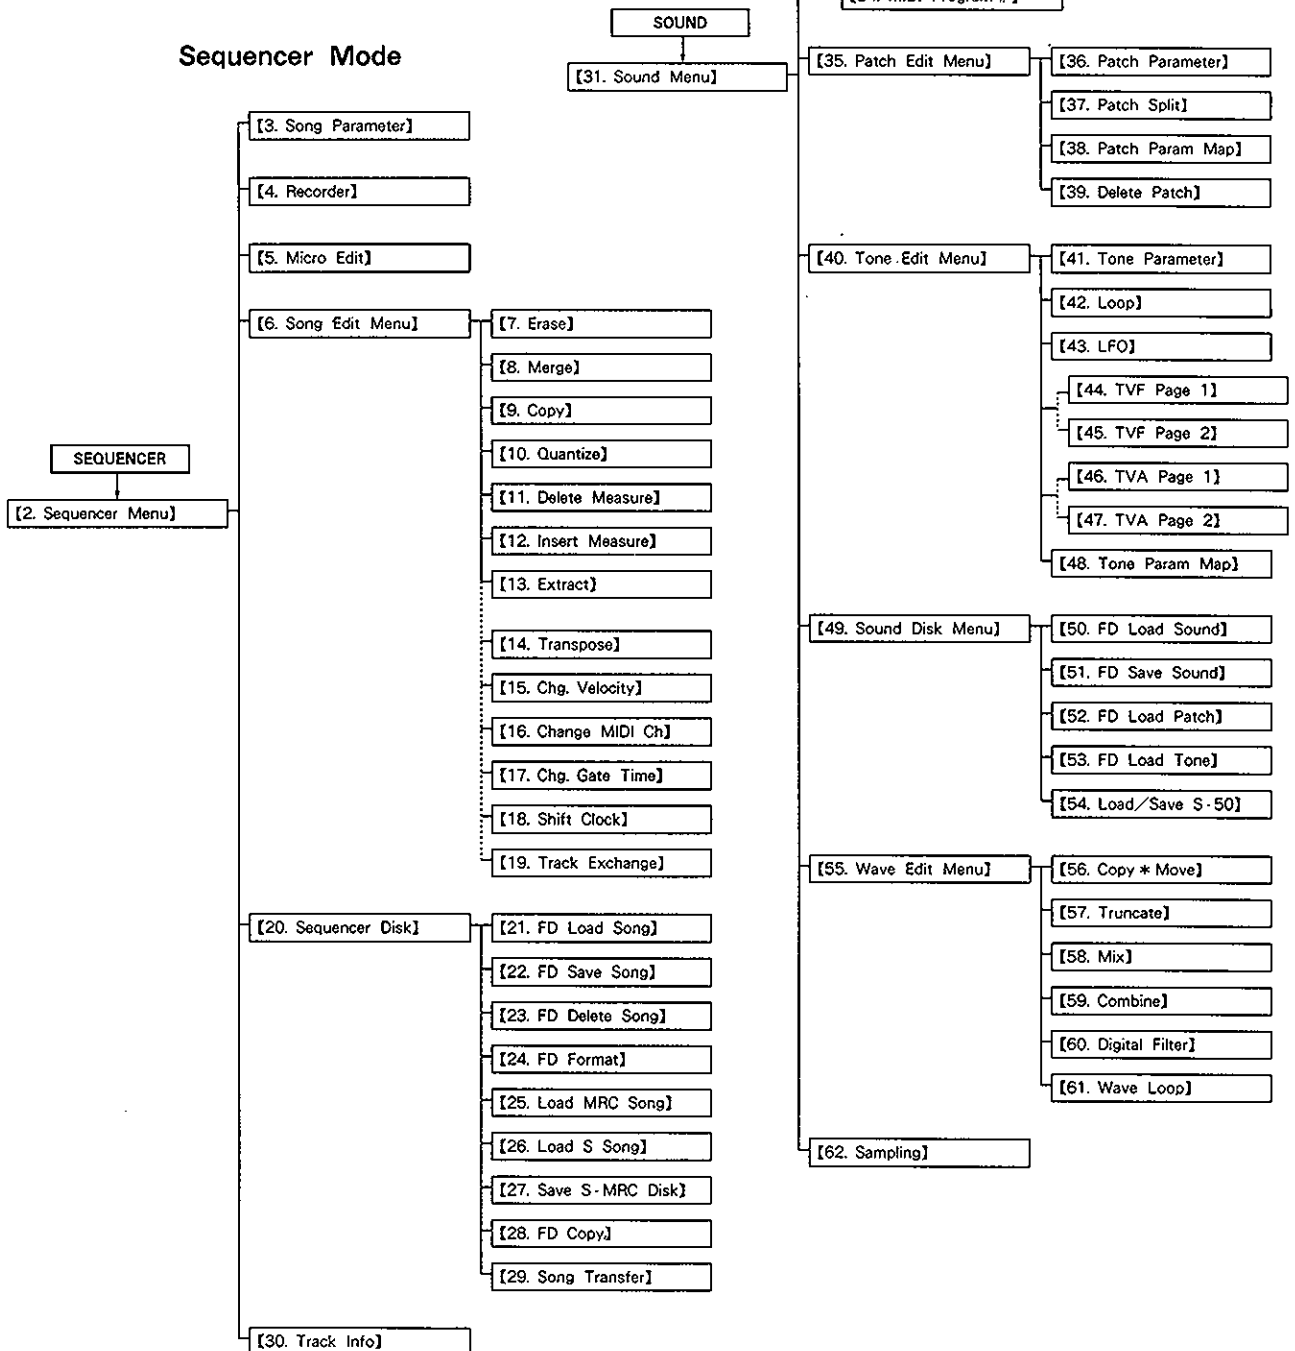 Sequencer Mode
SEQUENCER
[2. Sequencer Menu]
[3. Song Parameter]
[4. Recorder]
[5. Micro Edit]
[6. Song Edit Menu]
[7. Erase]
[8. Merge]
[9. Copy]
[10. Quantize]
[11. Delete Measure]
[12. Insert Measure]
[13. Extract]
[14. Transpose]
[15. Chg. Velocity]
[16. Change MIDI Ch]
[17. Chg. Gate Time]
[18. Shift Clock]
[19. Track Exchange]
[20. Sequencer Disk]
[21. FD Load Song]
[22. FD Save Song]
[23. FD Delete Song]
[24. FD Format]
[25. Load MRC Song]
[26. Load S Song]
[27. Save S-MRC Disk]
[28. FD Copy]
[29. Song Transfer]
[30. Track Info]
SOUND
[31. Sound Menu]
[35. Patch Edit Menu]
[36. Patch Parameter]
[37. Patch Split]
[38. Patch Param Map]
[39. Delete Patch]
[40. Tone Edit Menu]
[41. Tone Parameter]
[42. Loop]
[43. LFO]
[44. TVF Page 1]
[45. TVF Page 2]
[46. TVA Page 1]
[47. TVA Page 2]
[48. Tone Param Map]
[49. Sound Disk Menu]
[50. FD Load Sound]
[51. FD Save Sound]
[52. FD Load Patch]
[53. FD Load Tone]
[54. Load/Save S-50]
[55. Wave Edit Menu]
[56. Copy * Move]
[57. Truncate]
[58. Mix]
[59. Combine]
[60. Digital Filter]
[61. Wave Loop]
[62. Sampling]